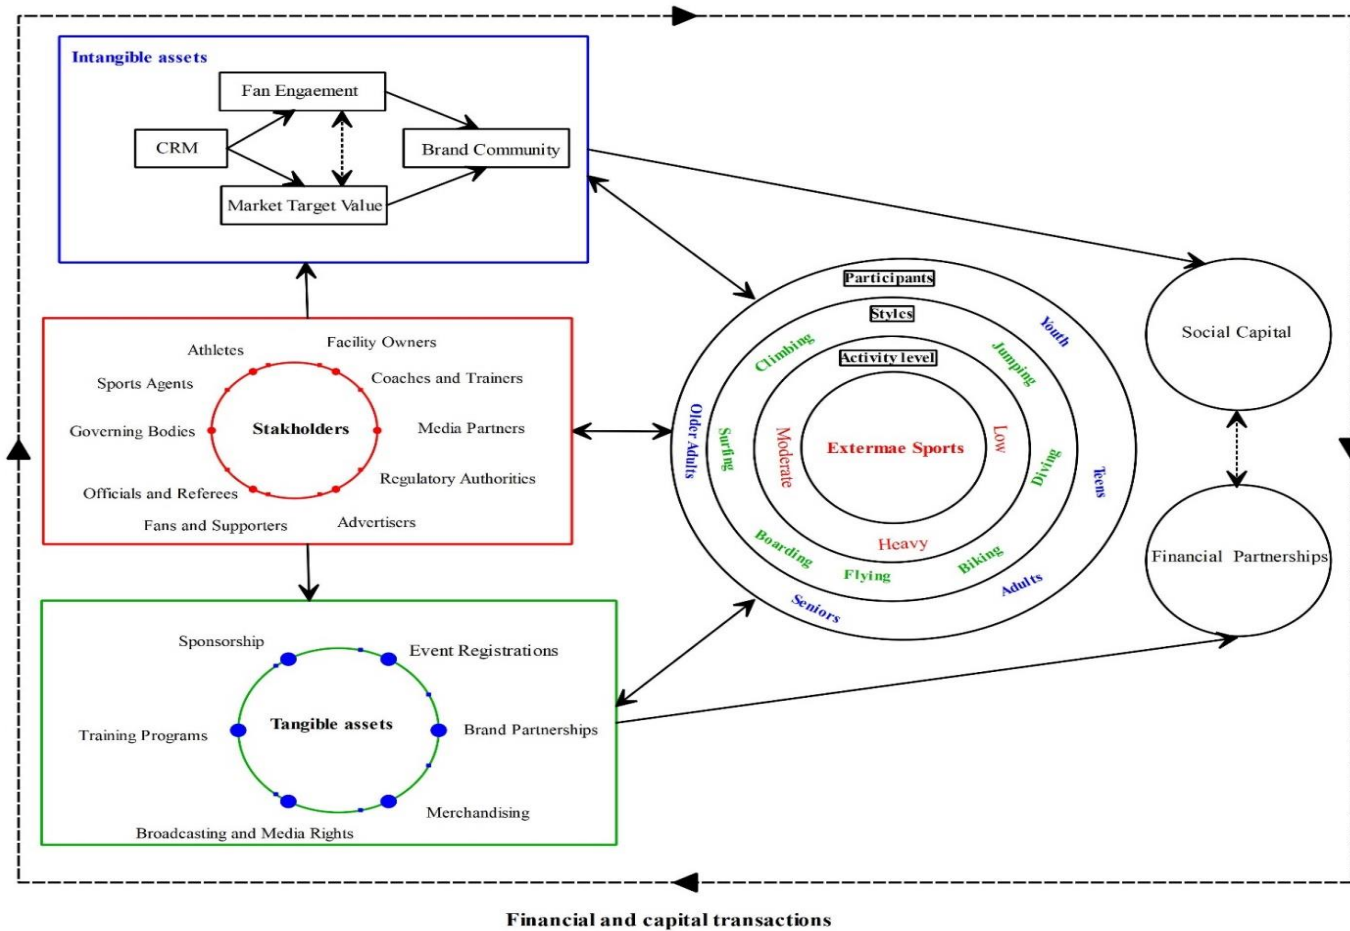 Intangible assets
Fan Engaement
CRM
Brand Community
Market Target Value
Athletes
Facility Owners
Sports Agents
Coaches and Trainers
Governing Bodies
Stakholders
Media Partners
Officials and Referees
Regulatory Authoritics
Fans and Supporters
Advertisers
Sponsorship
Event Registrations
Training Programs
Tangible assets
Brand Partnerships
Merchandising
Broadcasting and Media Rights
Participants
Styles
Activity level
Extermae Sports
Youth
Climbing
Jumping
Older Adults
Surfing
Moderate
Low
Diving
Teens
Heavy
Boarding
Flying
Biking
Adults
Seniors
Social Capital
Financial Partnerships
Financial and capital transactions